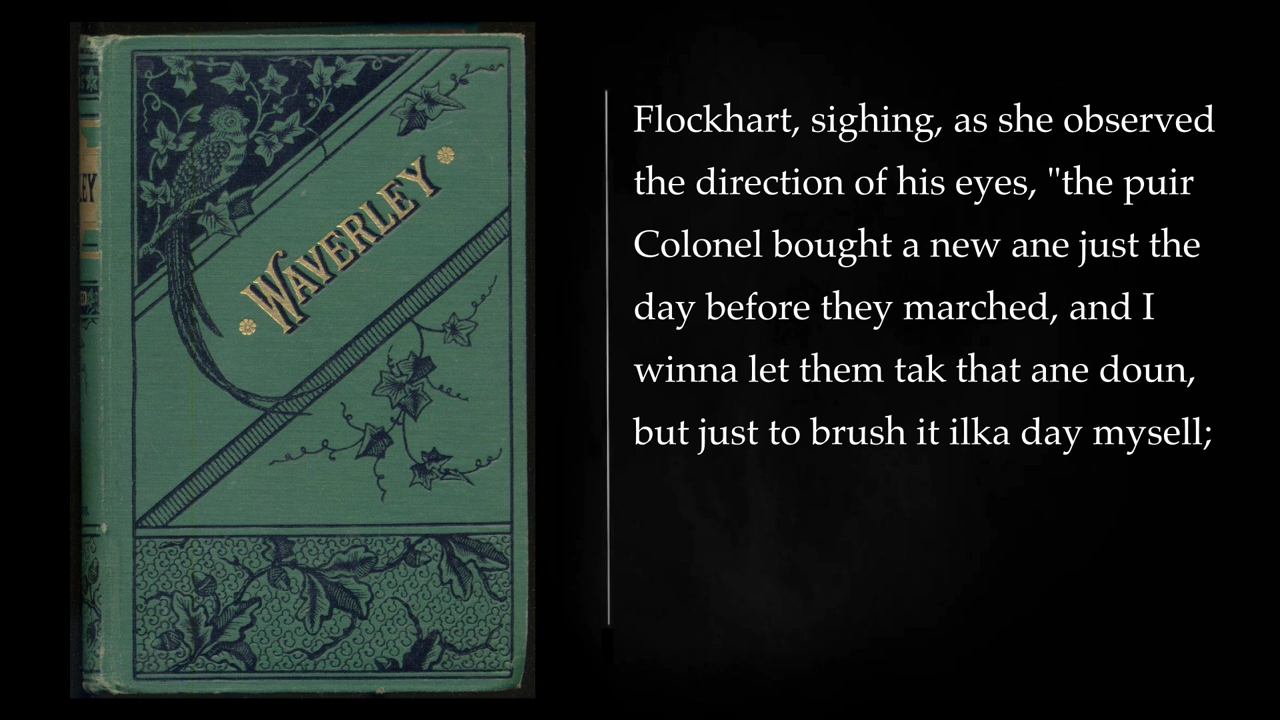 EY
WAVERLEY
Flockhart, sighing, as she observed
the direction of his eyes, "the puir
Colonel bought a new ane just the
day before they marched, and I
winna let them tak that ane doun,
but just to brush it ilka day mysell;